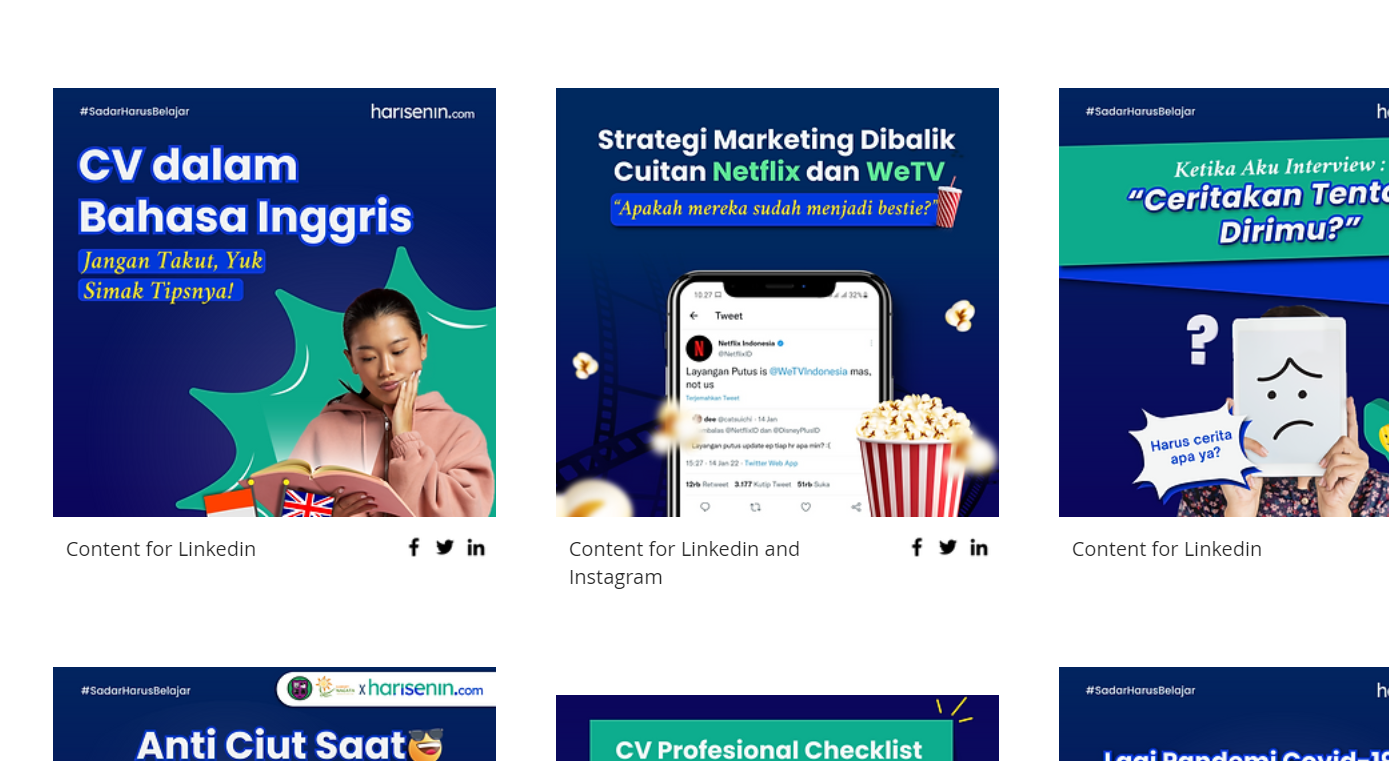 #SadarHarusBelajar
harisenin.com
CV dalam
Bahasa Inggris
Jangan Takut, Yuk
Simak Tipsnya!
Content for Linkedin
Strategi Marketing Dibalik
Cuitan Netflix dan WeTV
“Apakah mereka sudah menjadi bestie?”
10:27
32%
Tweet
Netflix Indonesia
@NetflixID
Layangan Putus is @WeTVIndonesia mas,
not us
Terjemahkan Tweet
dee @catsuichi · 14 Jan
@NetflixID dan @DisneyPlusID
Layangan putus update ep tiap hr apa min? :(
15:27 · 14 Jan 22 · Twitter Web App
12rb Retweet 3.177 Kutip Tweet 51rb Suka
Content for Linkedin and
Instagram
#SadarHarusBelajar
Ketika Aku Interview :
“Ceritakan
Dirimu?”
?
Harus cerita
apa ya?
Content for Linkedin
#SadarHarusBelajar
x harisenin.com
Anti Ciut Saat
CV Profesional Checklist
#SadarHarusBelajar
Lagi Pandemi Covid-19